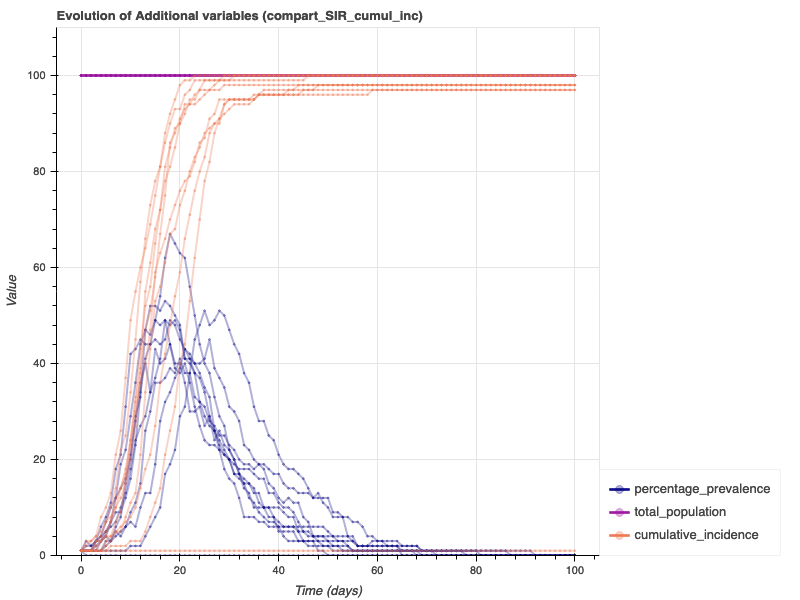 Evolution of Additional variables (compart_SIR_cumul_inc)
Value
100
80
60
40
20
0
0
20
40
60
80
100
Time (days)
percentage_prevalence
total_population
cumulative_incidence